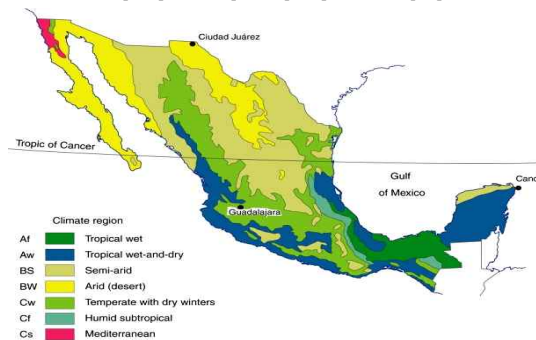 Ciudad Juárez
Tropic of Cancer
Gulf
of Mexico
Guadalajara
Climate region
Af Tropical wet
Aw Tropical wet-and-dry
BS Semi-arid
BW Arid (desert)
Cw Temperate with dry winters
Cf Humid subtropical
Cs Mediterranean